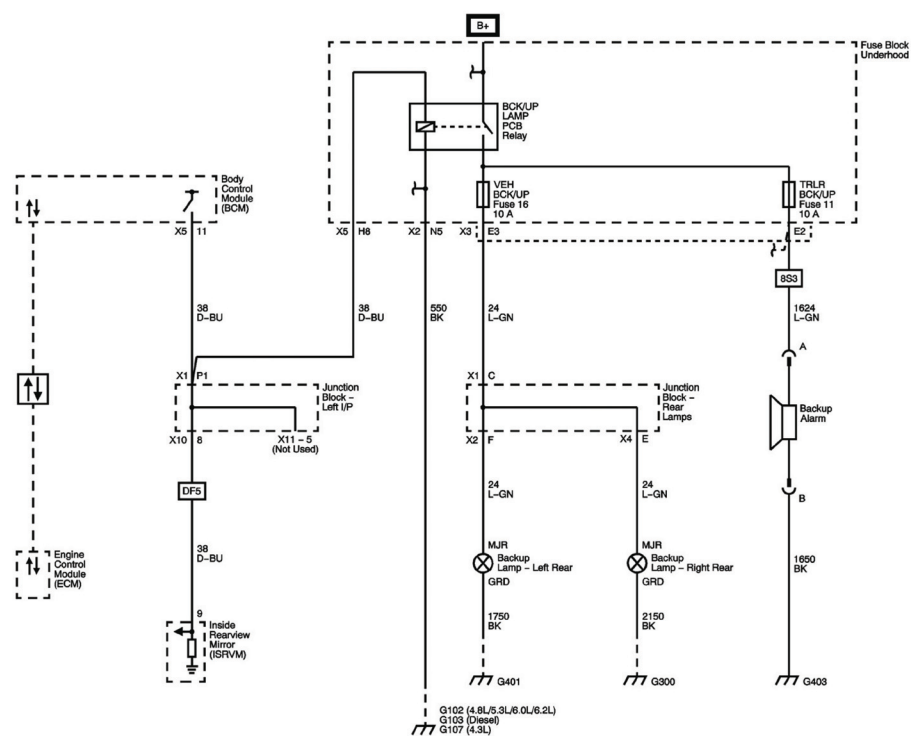 B+
Fuse Block
Underhood
BCK/UP
LAMP
PCB
Relay
Body
Control
Module
(BCM)
VEH
BCK/UP
Fuse 16
10 A
TRLR
BCK/UP
Fuse 11
10 A
X5 11
X5 H8
X2 N5
X3 E3
E2
8S3
38
D-BU
38
D-BU
550
BK
24
L-GN
1624
L-GN
A
X1 P1
Junction
Block –
Left I/P
X1 C
Junction
Block –
Rear
Lamps
Backup
Alarm
X10 8
X11 – 5
(Not Used)
X2 F
X4 E
DF5
24
L-GN
24
L-GN
B
Engine
Control
Module
(ECM)
38
D-BU
MJR
Backup
Lamp – Left Rear
GRD
MJR
Backup
Lamp – Right Rear
GRD
1650
BK
9
Inside
Rearview
Mirror
(ISRVM)
1750
BK
2150
BK
G401
G300
G403
G102 (4.8L/5.3L/6.0L/6.2L)
G103 (Diesel)
G107 (4.3L)